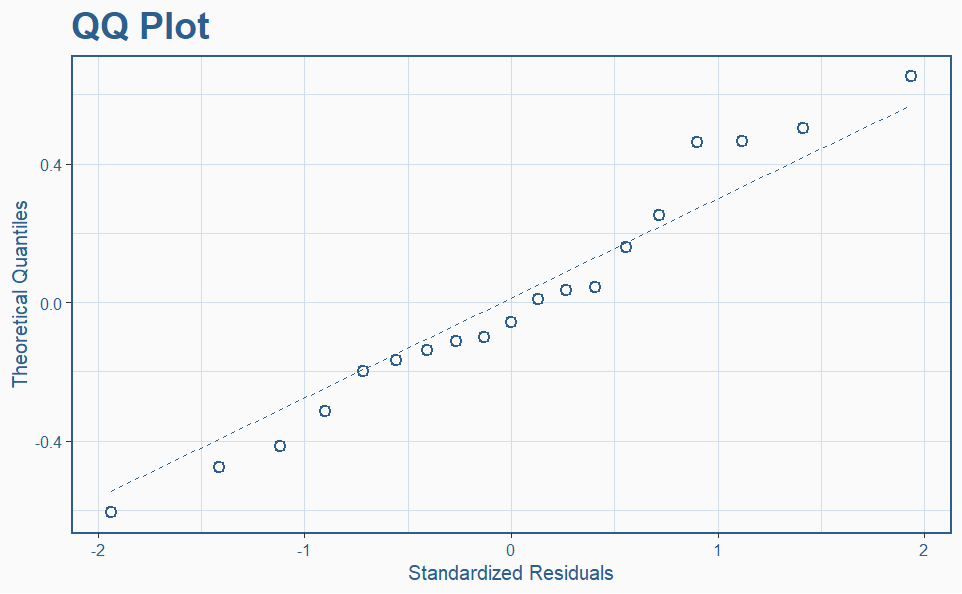 QQ Plot
Theoretical Quantiles
0.4
0.0
-0.4
-2
-1
0
1
2
Standardized Residuals